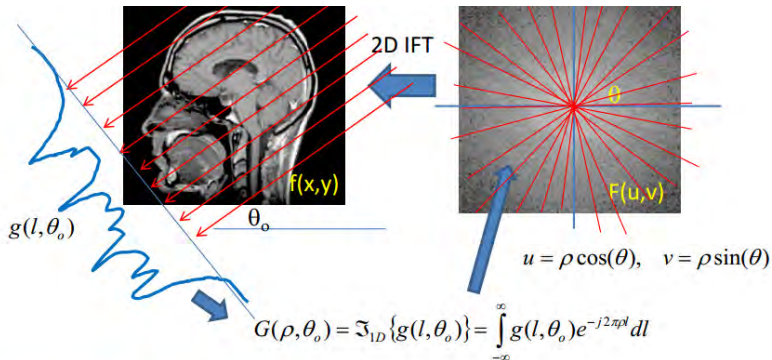 2D IFT
θ
f(x,y)
F(u,v)
θₒ
g(l,θₒ)
u = ρcos(θ),   v = ρsin(θ)
G(ρ,θₒ) = ℑ₁D{g(l,θₒ)} = ∫_{-∞}^{∞} g(l,θₒ)e^{-j2πρl}dl